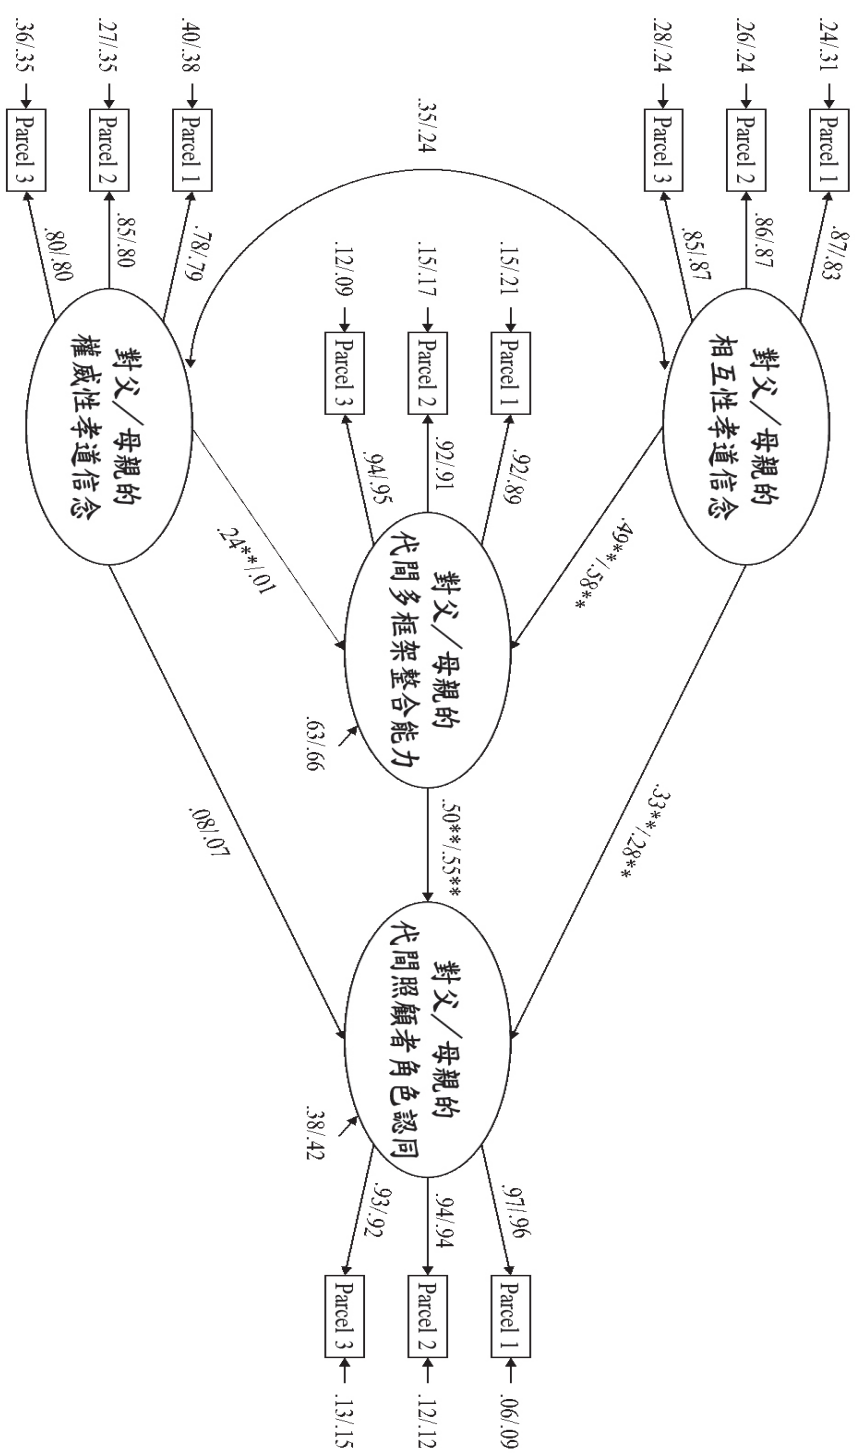 .24/.31
Parcel 1
.87/.83
.26/.24
Parcel 2
.86/.87
.28/.24
Parcel 3
.85/.87
對父／母親的
相互性孝道信念
.33**/.28**
.49**/.58**
.35/.24
.15/.21
Parcel 1
.92/.89
.15/.17
Parcel 2
.92/.91
.12/.09
Parcel 3
.94/.95
對父／母親的
代間多框架整合能力
.63/.66
.50**/.55**
對父／母親的
代間照顧者角色認同
.38/.42
.97/.96
Parcel 1
.06/.09
.94/.94
Parcel 2
.12/.12
.93/.92
Parcel 3
.13/.15
.24**/.01
.08/.07
.40/.38
Parcel 1
.78/.79
.27/.35
Parcel 2
.85/.80
.36/.35
Parcel 3
.80/.80
對父／母親的
權威性孝道信念